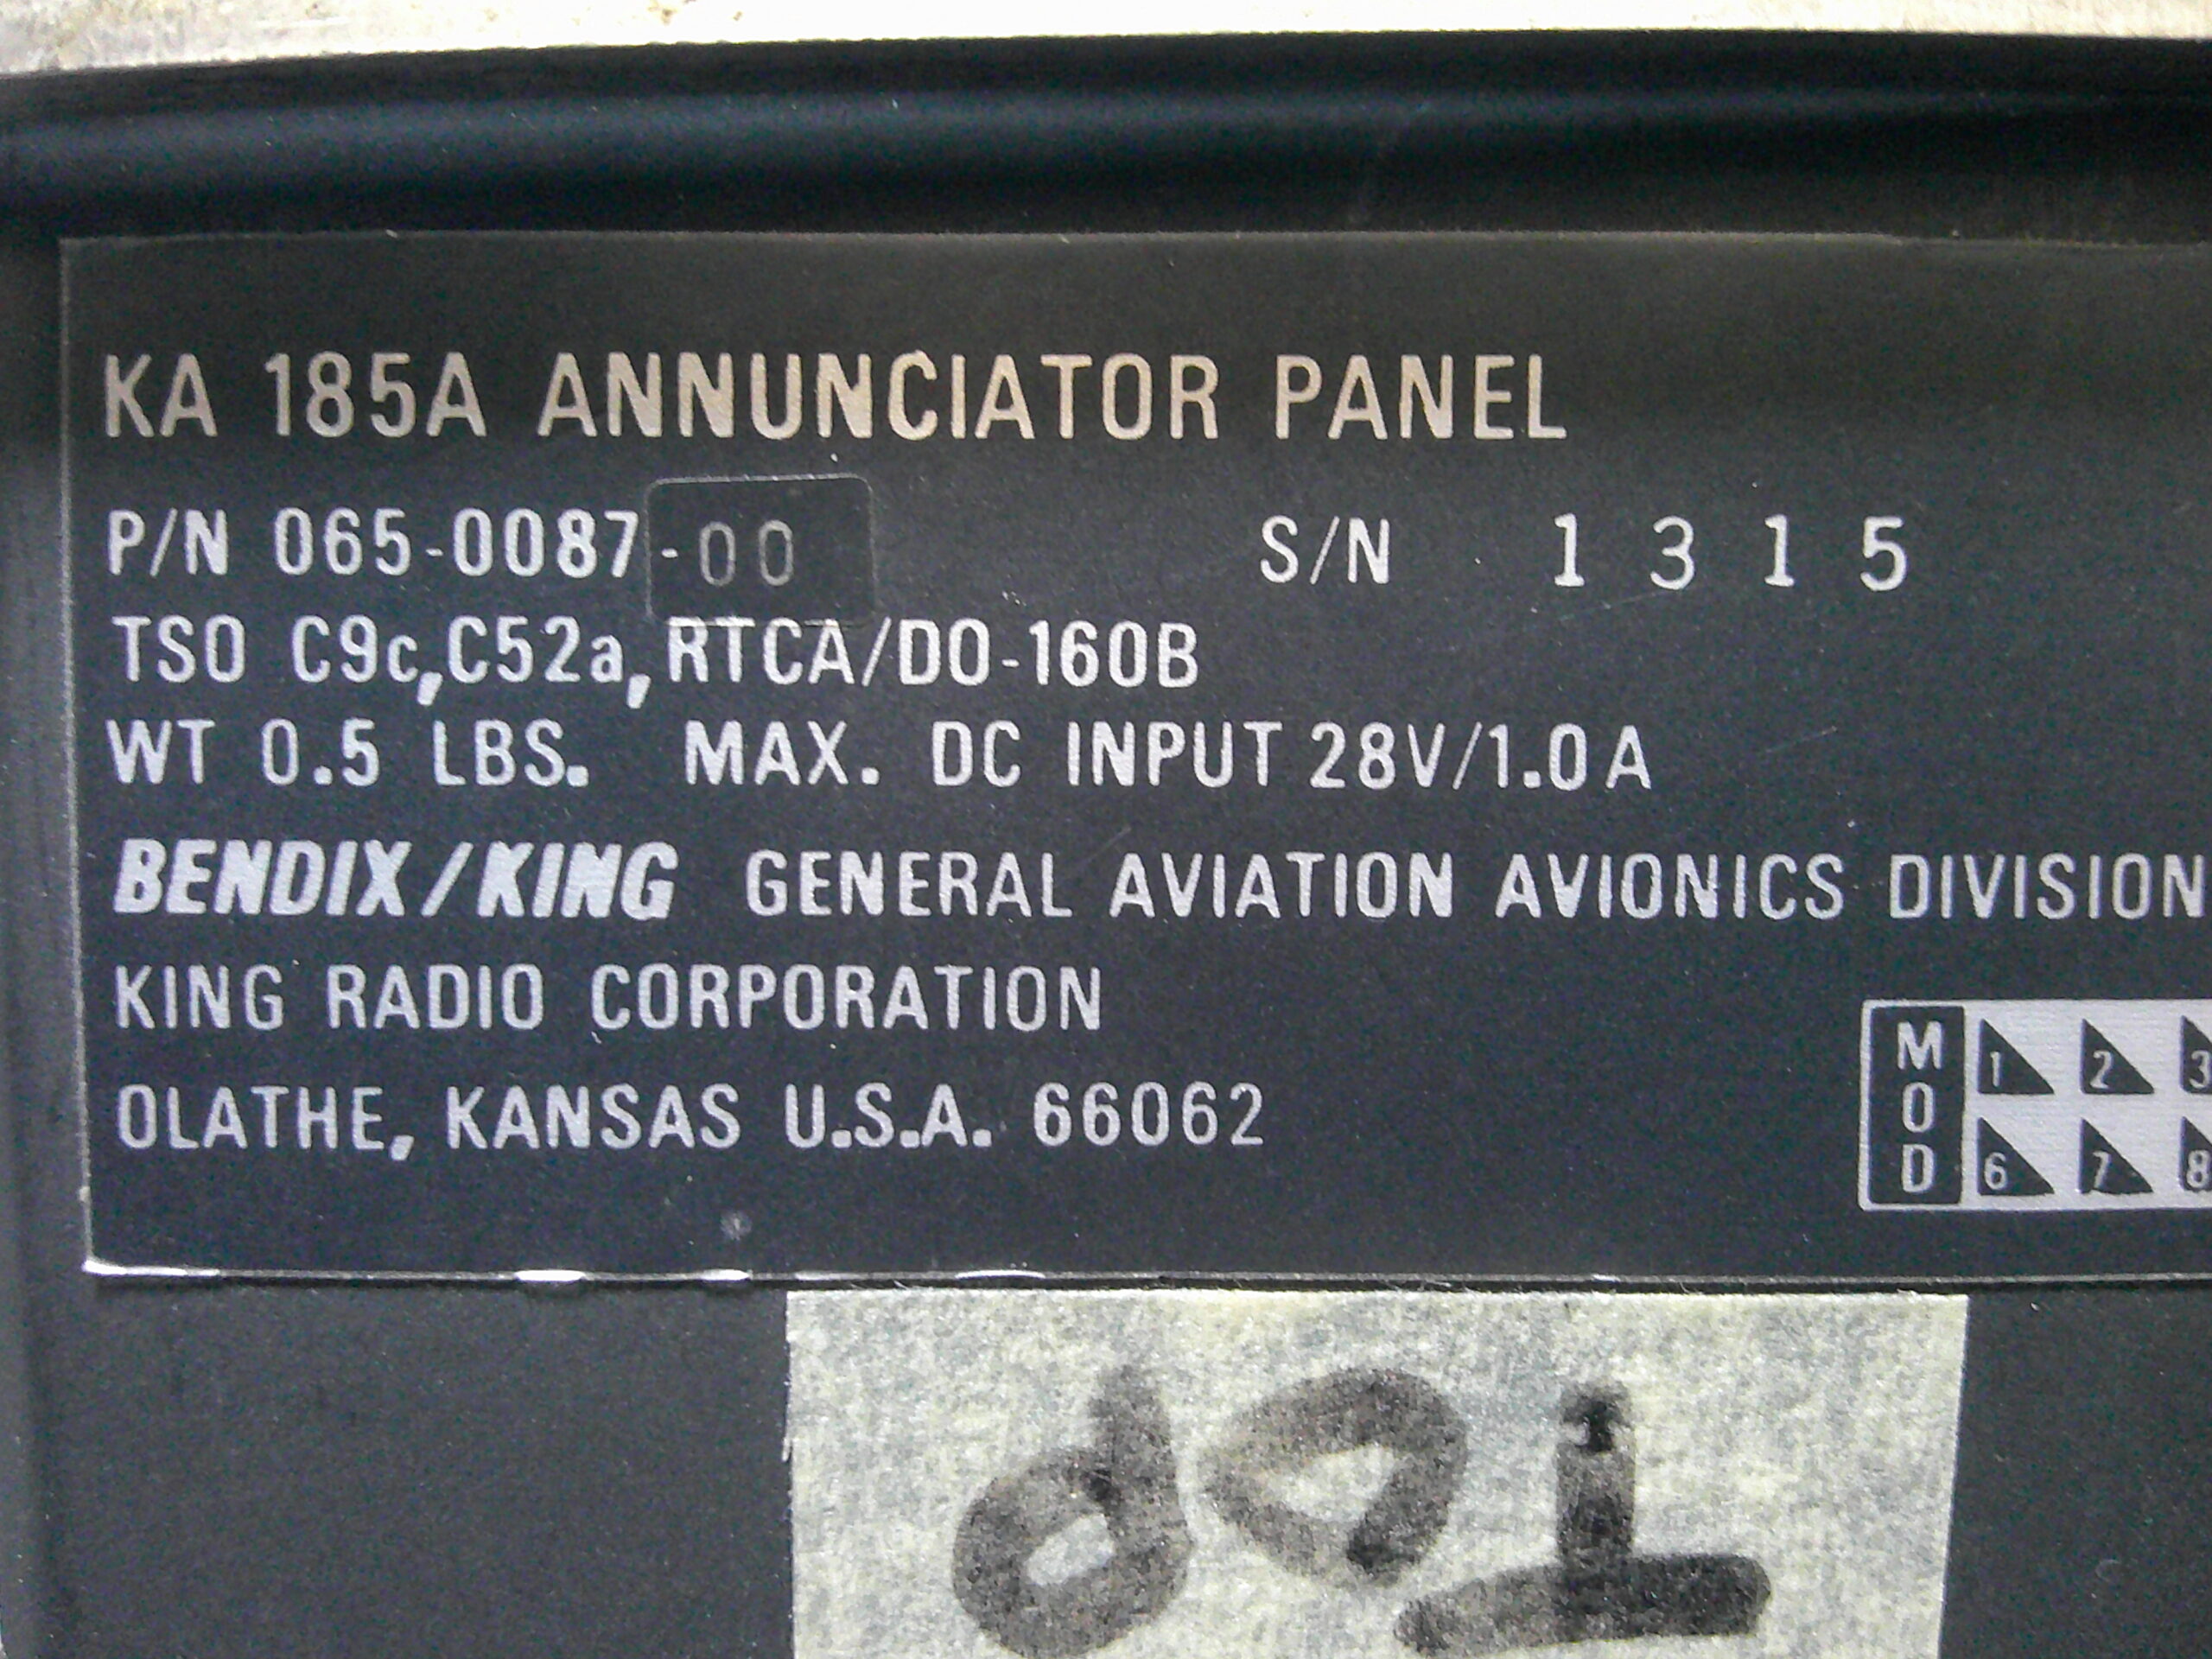 KA 185A ANNUNCIATOR PANEL
P/N 065-0087-00 S/N 1315
TSO C9c,C52a,RTCA/DO-160B
WT 0.5 LBS. MAX. DC INPUT 28V/1.0A
BENDIX/KING GENERAL AVIATION AVIONICS DIVISION
KING RADIO CORPORATION
OLATHE, KANSAS U.S.A. 66062
MOD
1 2 3
6 7 8
TOP